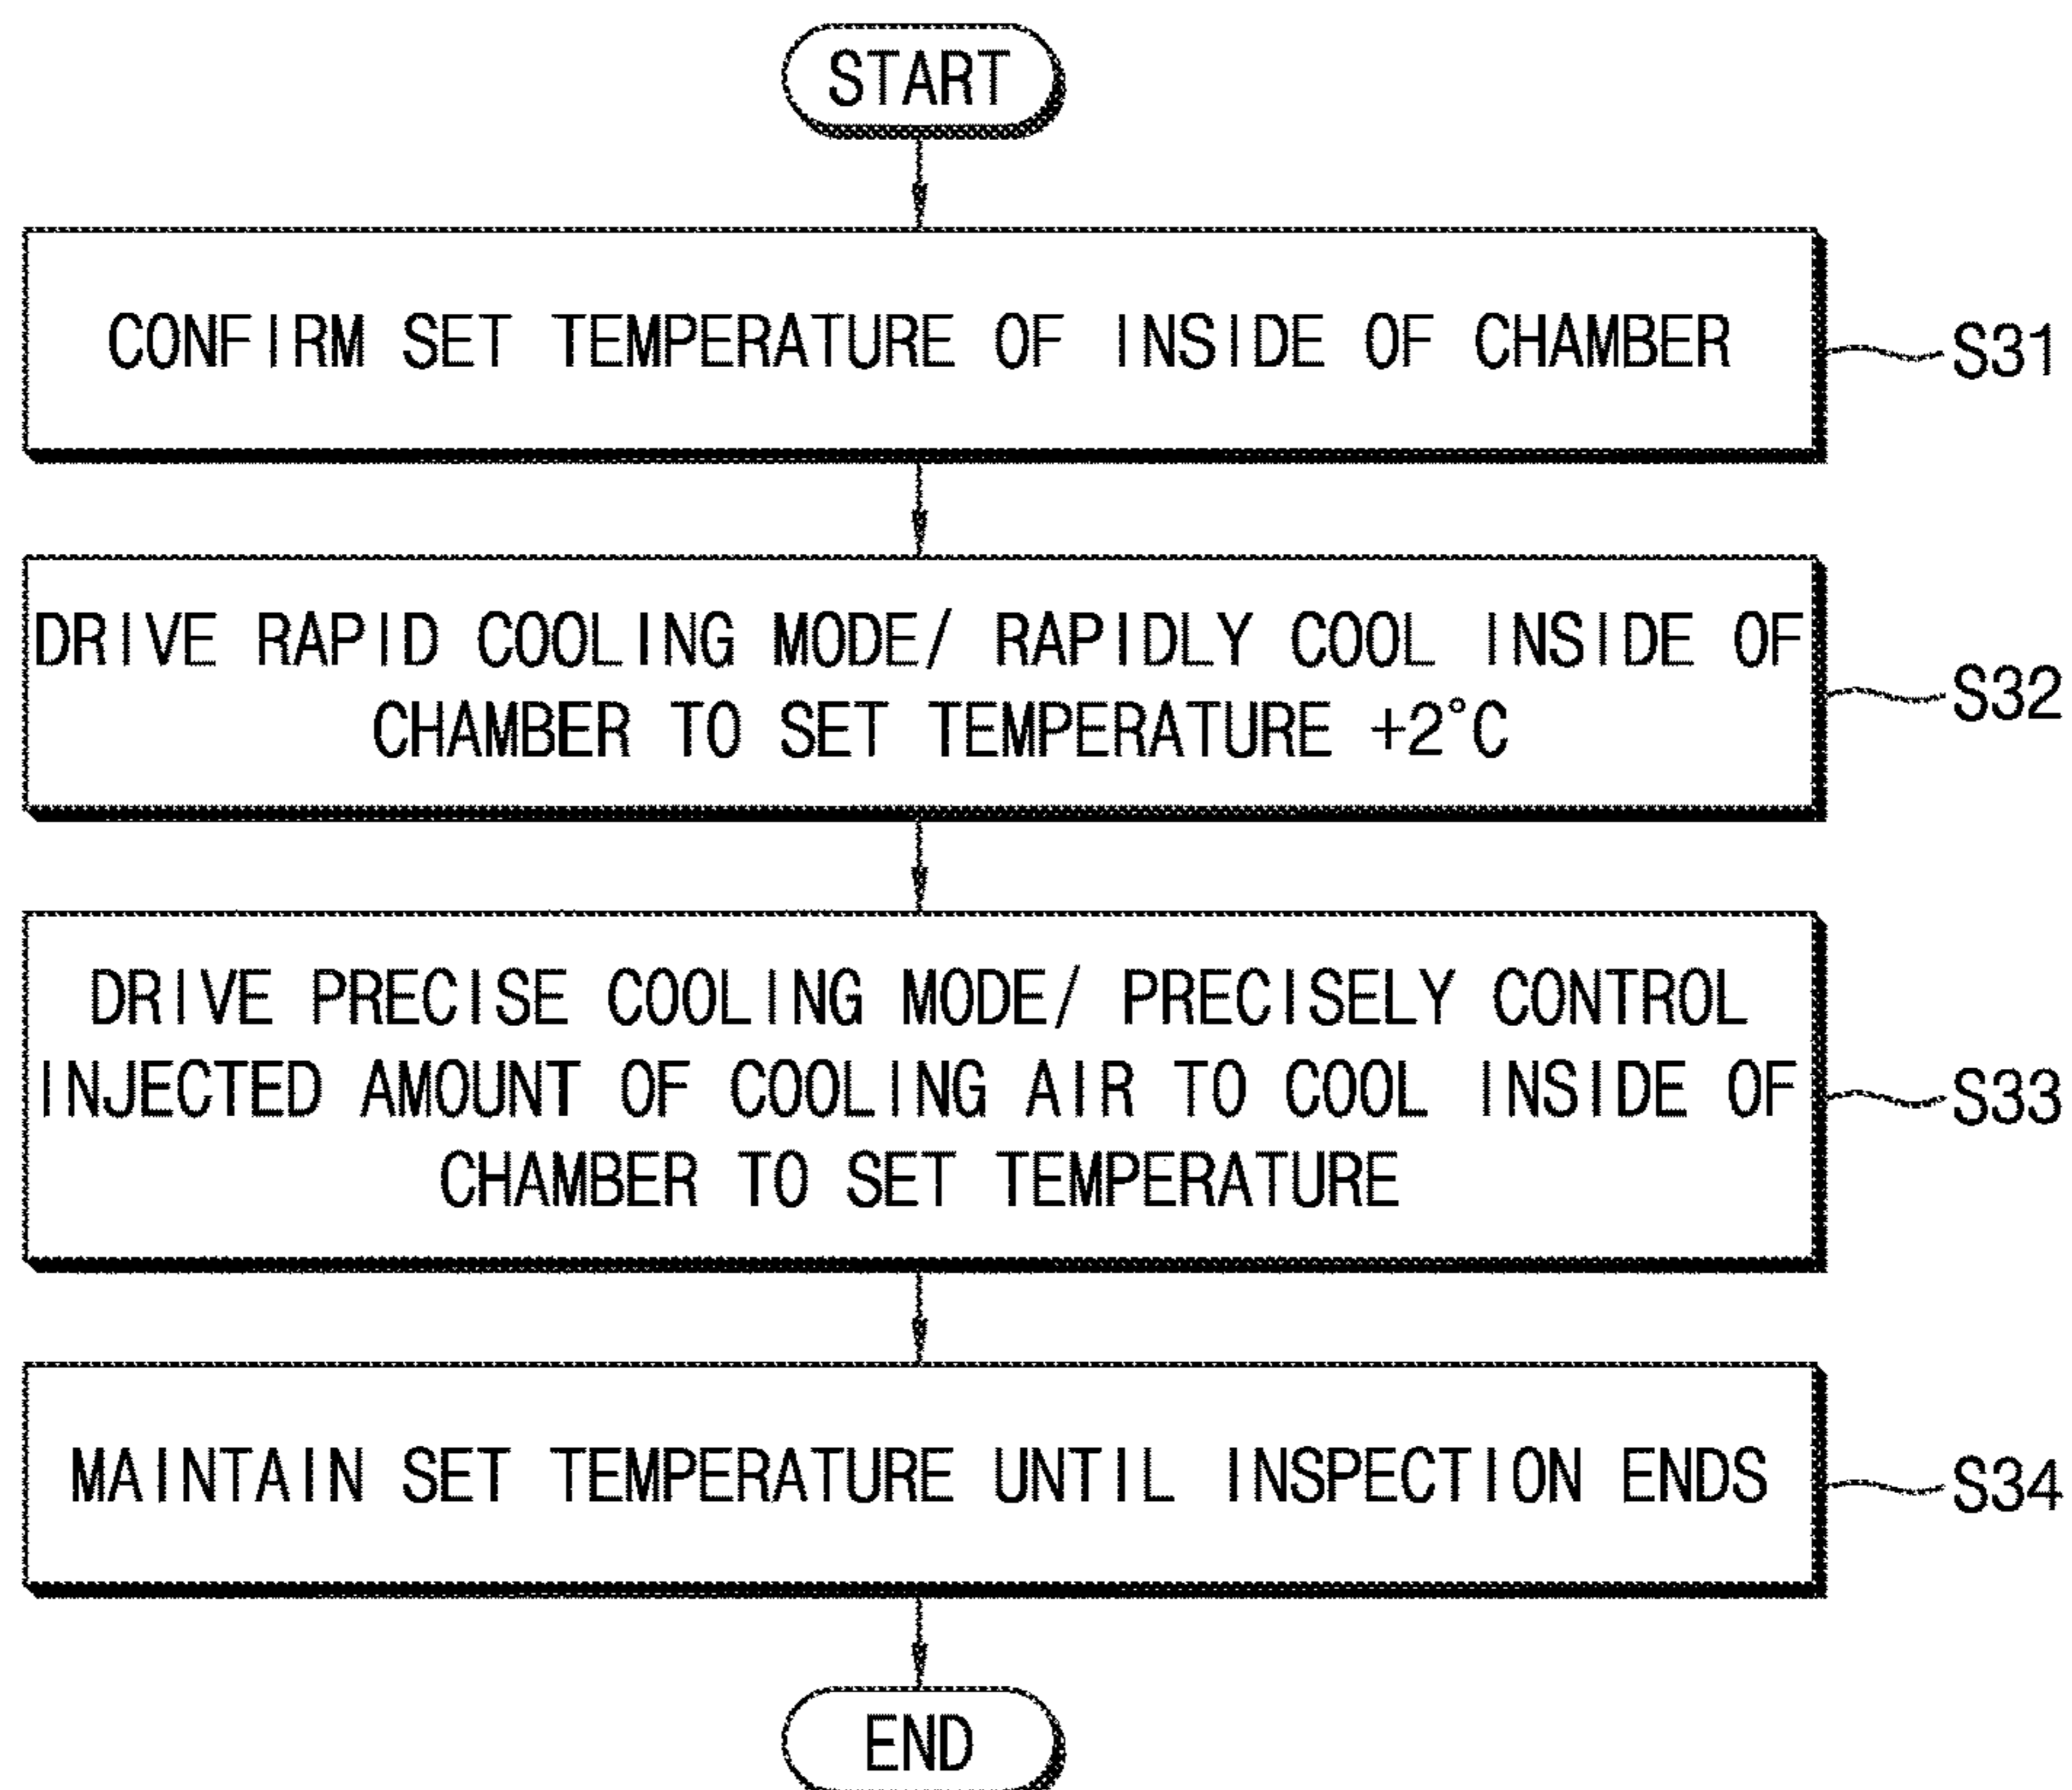 START
CONFIRM SET TEMPERATURE OF INSIDE OF CHAMBER
S31
DRIVE RAPID COOLING MODE/ RAPIDLY COOL INSIDE OF
CHAMBER TO SET TEMPERATURE +2°C
S32
DRIVE PRECISE COOLING MODE/ PRECISELY CONTROL
INJECTED AMOUNT OF COOLING AIR TO COOL INSIDE OF
CHAMBER TO SET TEMPERATURE
S33
MAINTAIN SET TEMPERATURE UNTIL INSPECTION ENDS
S34
END